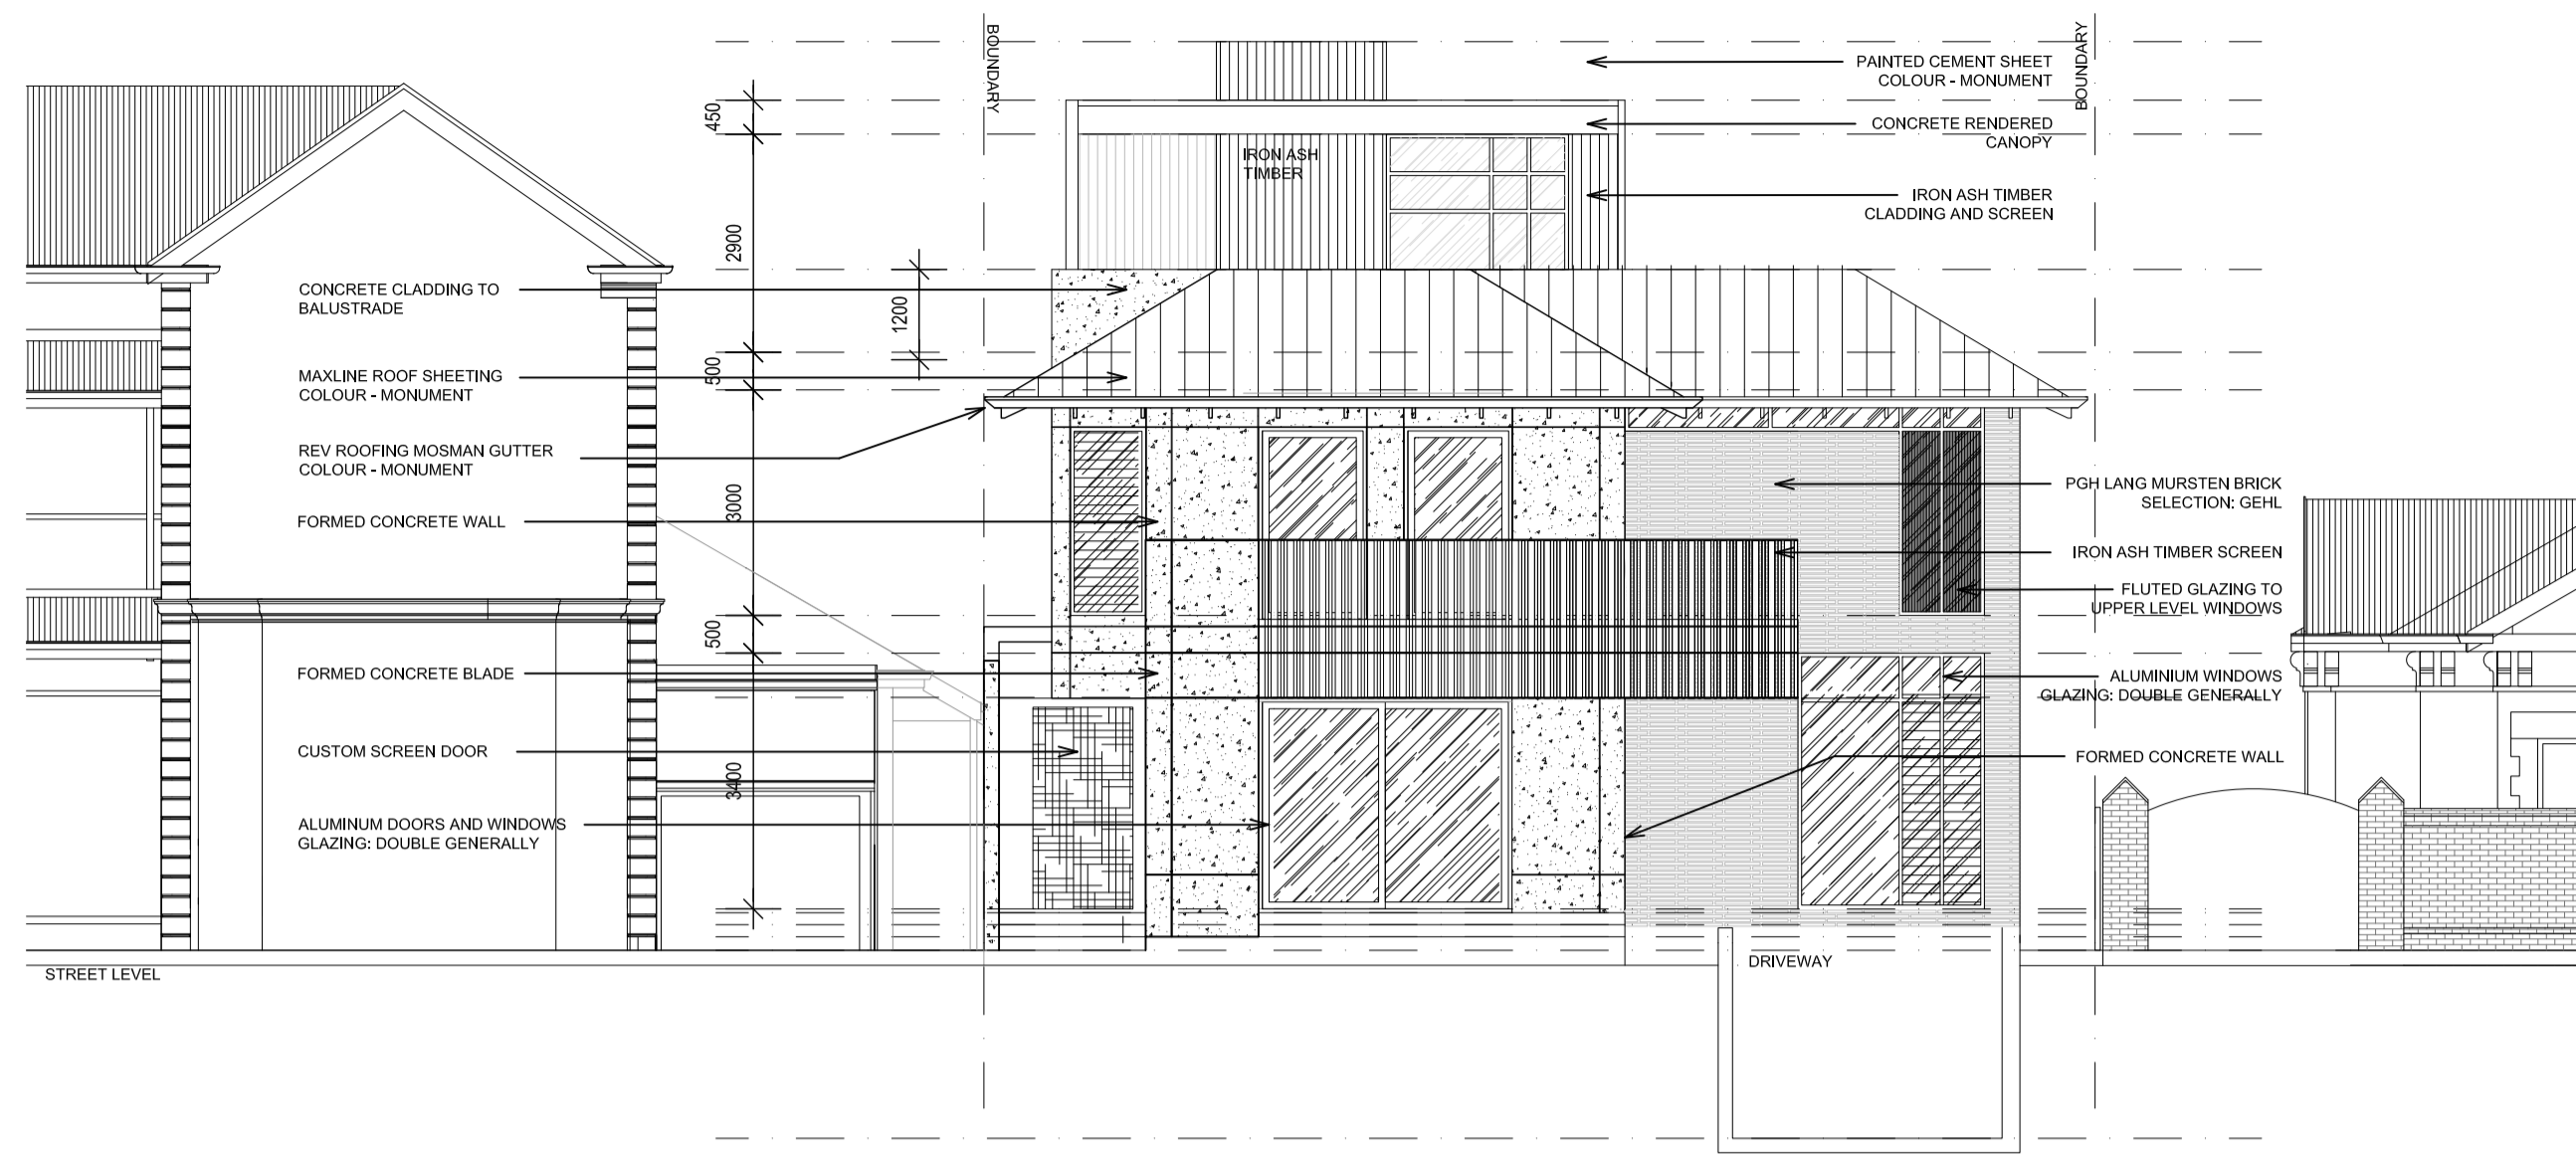 BOUNDARY
BOUNDARY
PAINTED CEMENT SHEET
COLOUR - MONUMENT
450
CONCRETE RENDERED
CANOPY
IRON ASH
TIMBER
IRON ASH TIMBER
CLADDING AND SCREEN
2900
CONCRETE CLADDING TO
BALUSTRADE
1200
MAXLINE ROOF SHEETING
COLOUR - MONUMENT
500
REV ROOFING MOSMAN GUTTER
COLOUR - MONUMENT
PGH LANG MURSTEN BRICK
SELECTION: GEHL
3000
FORMED CONCRETE WALL
IRON ASH TIMBER SCREEN
FLUTED GLAZING TO
UPPER LEVEL WINDOWS
500
FORMED CONCRETE BLADE
ALUMINIUM WINDOWS
GLAZING: DOUBLE GENERALLY
CUSTOM SCREEN DOOR
FORMED CONCRETE WALL
3400
ALUMINUM DOORS AND WINDOWS
GLAZING: DOUBLE GENERALLY
DRIVEWAY
STREET LEVEL